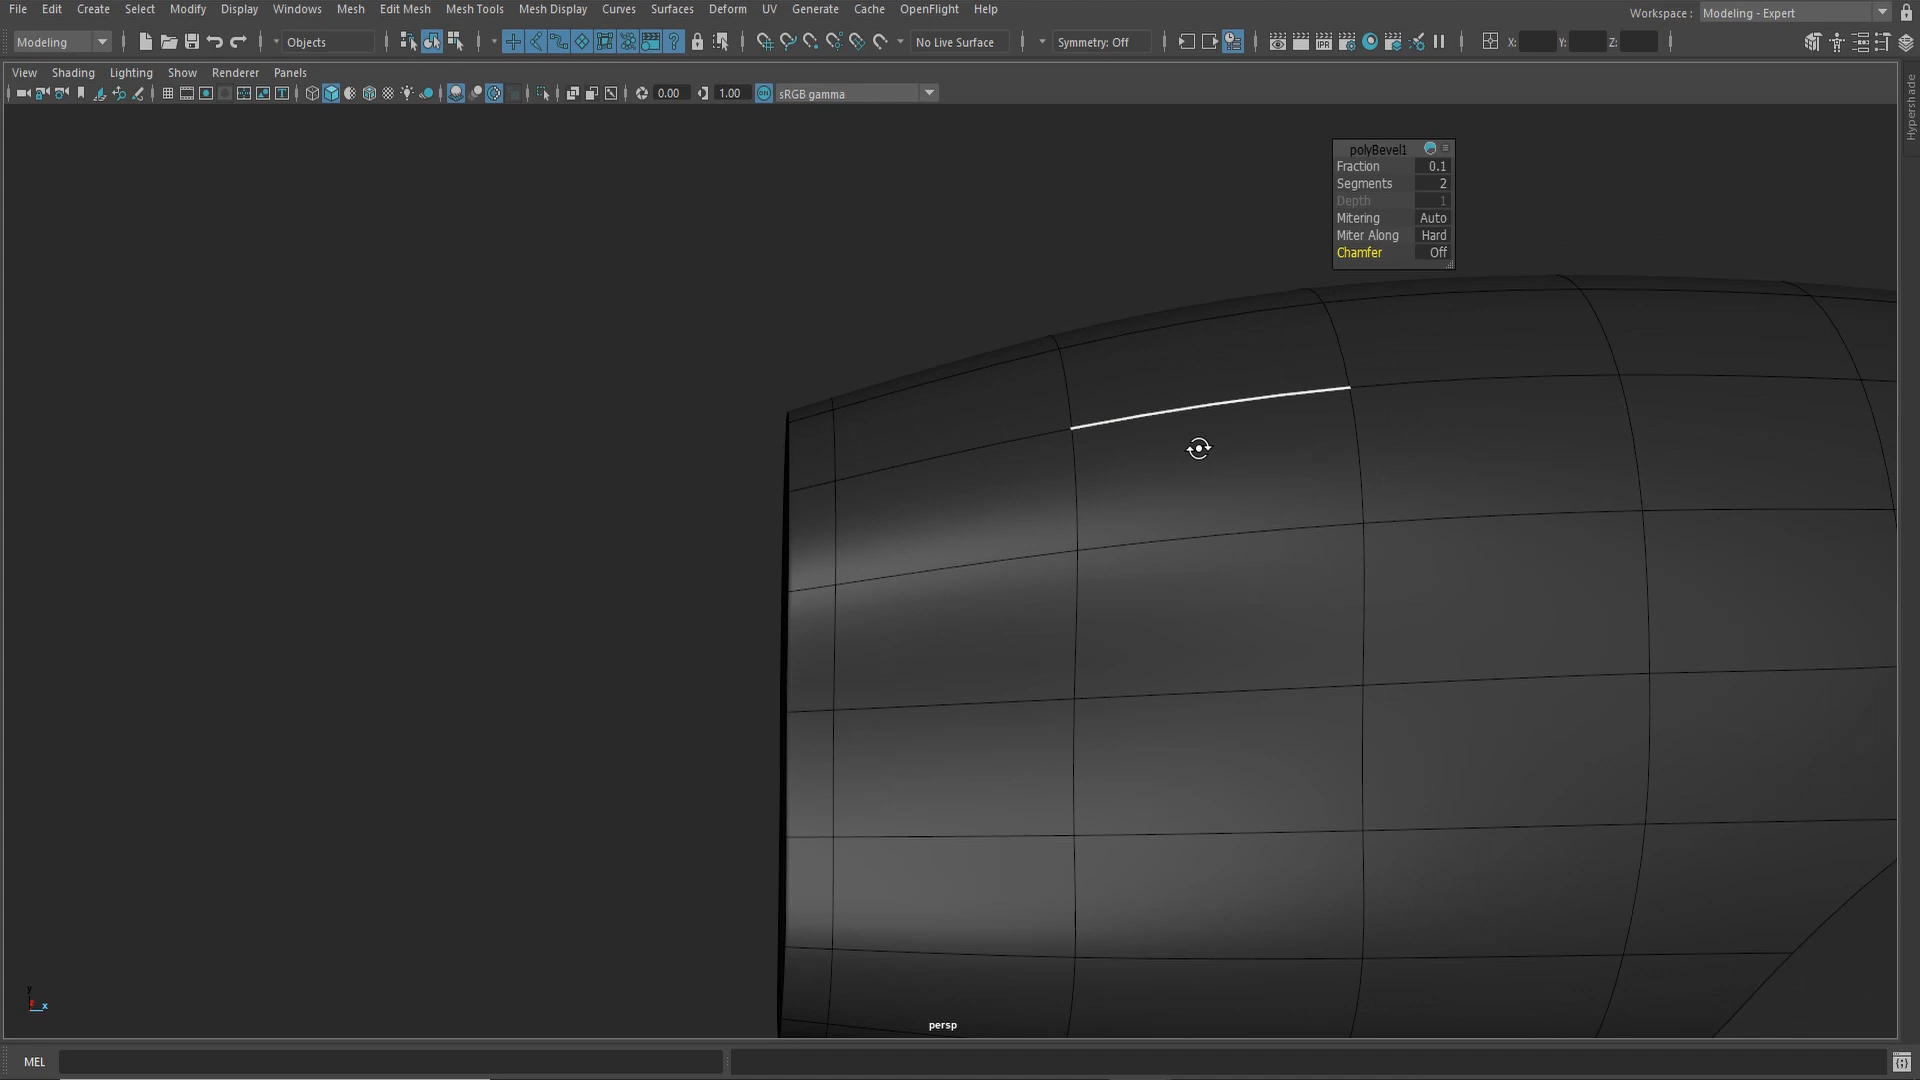 File Edit Create Select Modify Display Windows Mesh Edit Mesh Mesh Tools Mesh Display Curves Surfaces Deform UV Generate Cache OpenFlight Help
Workspace : Modeling - Expert
Modeling Objects No Live Surface Symmetry: Off X: Y: Z:
View Shading Lighting Show Renderer Panels
0.00 1.00 ON sRGB gamma
Hypershade
polyBevel1
Fraction 0.1
Segments 2
Depth 1
Mitering Auto
Miter Along Hard
Chamfer Off
y
z
x
persp
MEL